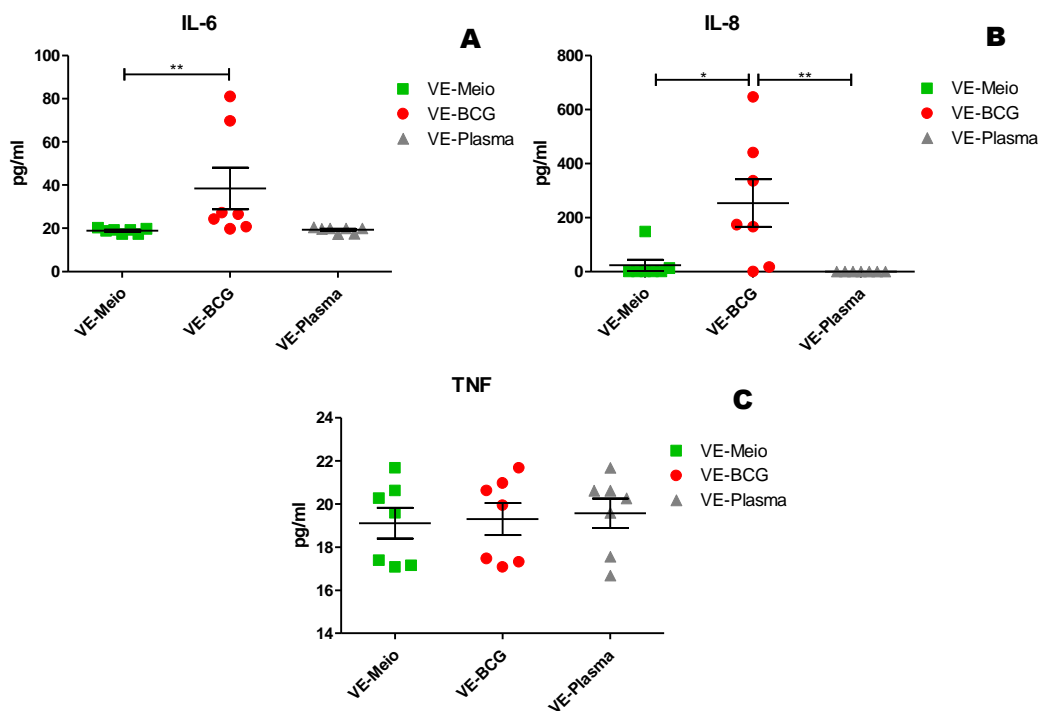 IL-6
A
100
80
60
40
20
0
pg/ml
**
VE-Meio
VE-BCG
VE-Plasma
VE-Meio
VE-BCG
VE-Plasma
IL-8
B
800
600
400
200
0
pg/ml
*
**
VE-Meio
VE-BCG
VE-Plasma
VE-Meio
VE-BCG
VE-Plasma
TNF
C
24
22
20
18
16
14
pg/ml
VE-Meio
VE-BCG
VE-Plasma
VE-Meio
VE-BCG
VE-Plasma